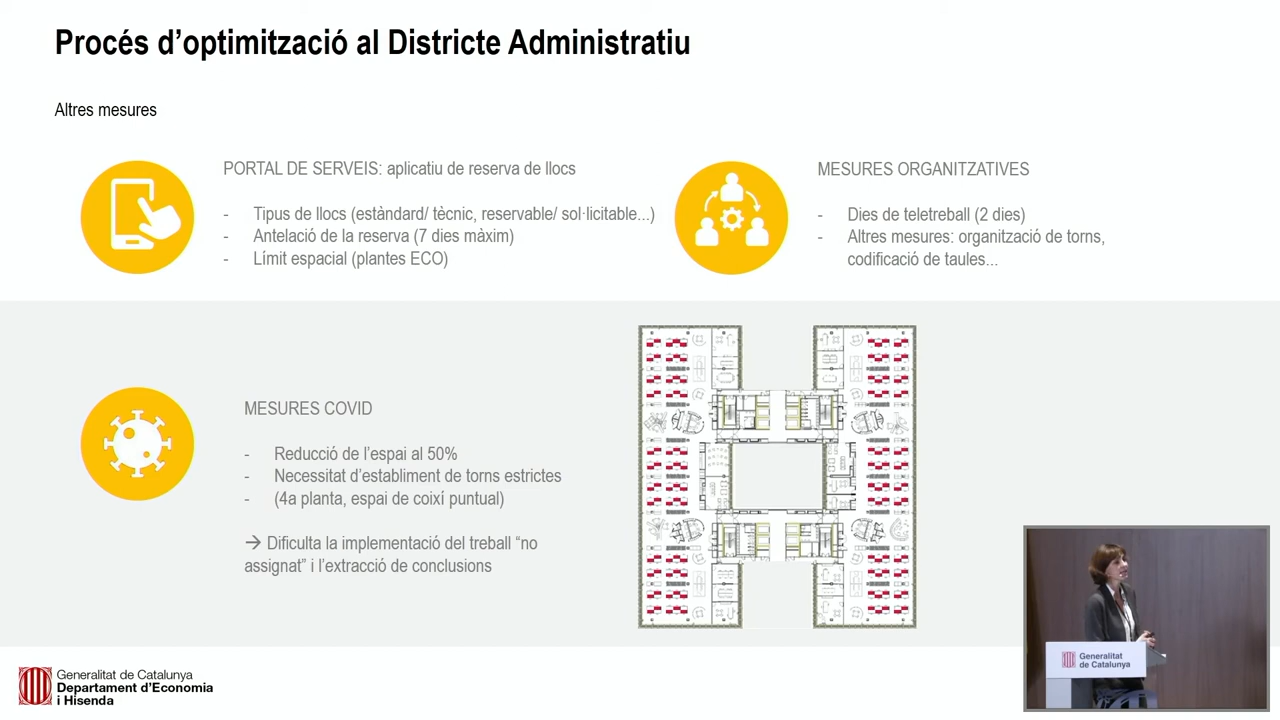 Procés d’optimització al Districte Administratiu
Altres mesures
PORTAL DE SERVEIS: aplicatiu de reserva de llocs
- Tipus de llocs (estàndard/ tècnic, reservable/ sol·licitable...)
- Antelació de la reserva (7 dies màxim)
- Límit espacial (plantes ECO)
MESURES ORGANITZATIVES
- Dies de teletreball (2 dies)
- Altres mesures: organització de torns,
codificació de taules...
MESURES COVID
- Reducció de l’espai al 50%
- Necessitat d’establiment de torns estrictes
- (4a planta, espai de coixí puntual)
→ Dificulta la implementació del treball “no
assignat” i l’extracció de conclusions
Generalitat de Catalunya
Departament d’Economia
i Hisenda
Generalitat
de Catalunya